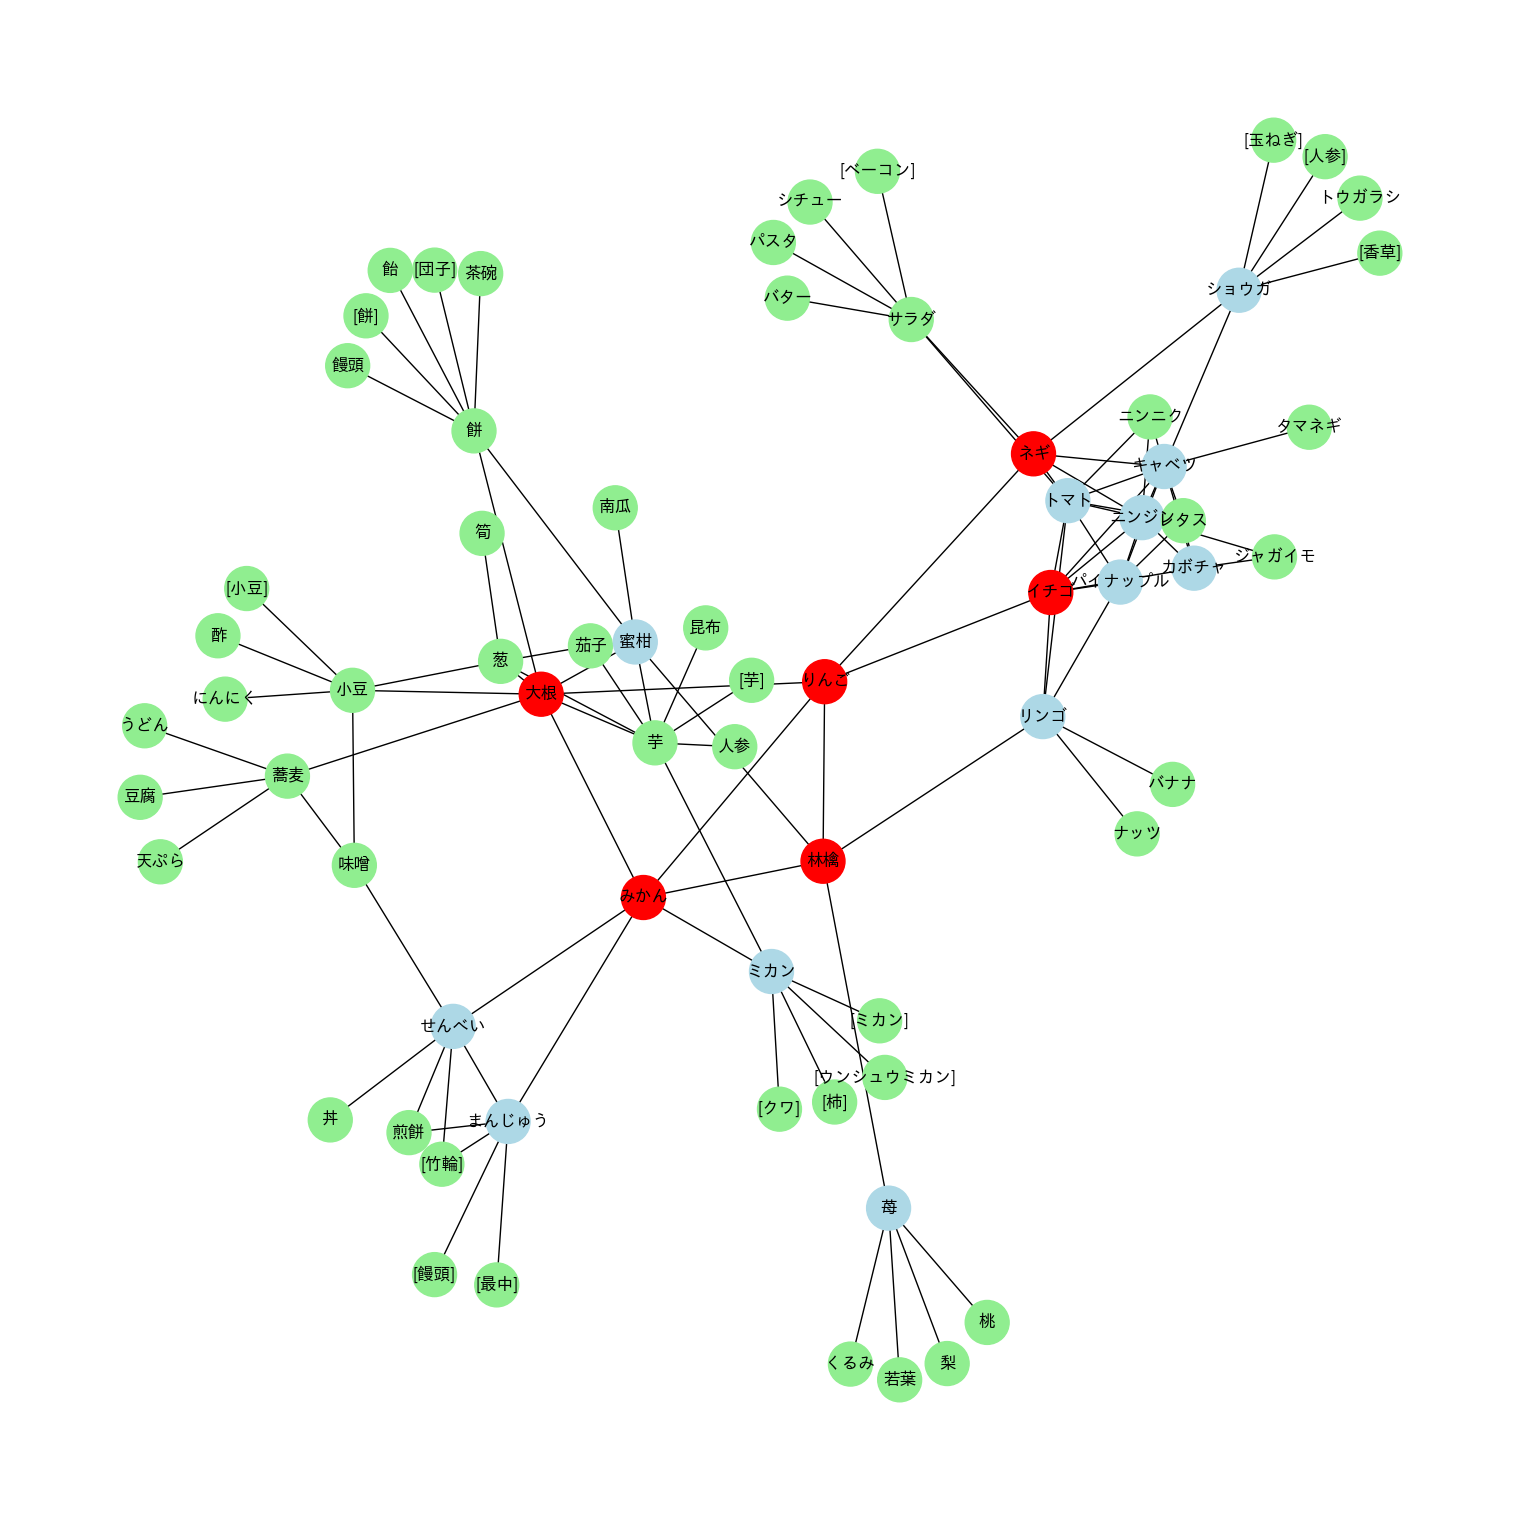 [玉ねぎ]
[人参]
[ベーコン]
トウガラシ
シチュー
パスタ
[香草]
飴
[団子]
茶碗
ショウガ
バター
[餅]
サラダ
饅頭
ニンニク
タマネギ
餅
ネギ
キャベツ
トマト
南瓜
ニンジン
レタス
筍
ジャガイモ
カボチャ
パイナップル
[小豆]
イチゴ
昆布
酢
茄子
蜜柑
葱
[芋]
りんご
小豆
大根
にんにく
リンゴ
うどん
芋
人参
蕎麦
バナナ
豆腐
ナッツ
天ぷら
味噌
林檎
みかん
ミカン
[ミカン]
せんべい
[ウンシュウミカン]
[柿]
[クワ]
丼
まんじゅう
煎餅
[竹輪]
苺
[饅頭]
[最中]
桃
くるみ
梨
若葉